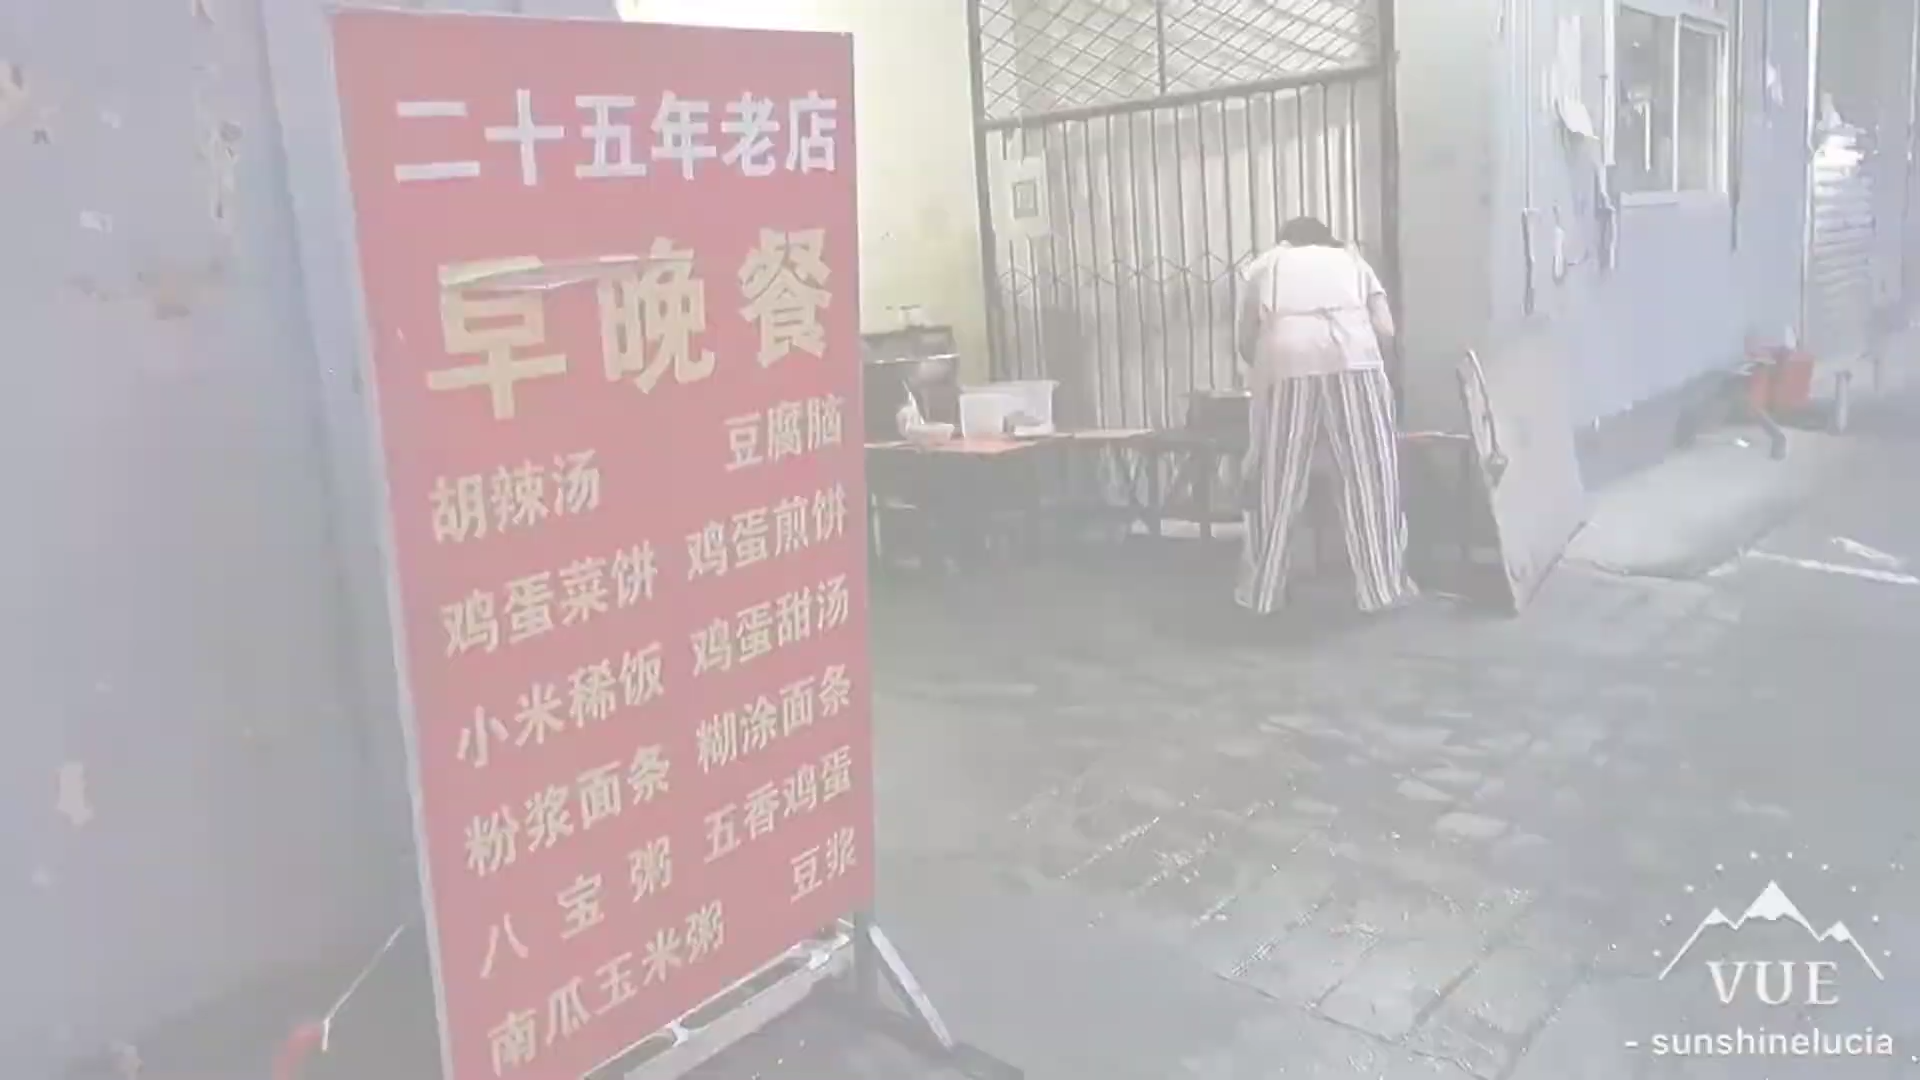 二十五年老店
早晚餐
胡辣汤 豆腐脑
鸡蛋菜饼 鸡蛋煎饼
小米稀饭 鸡蛋甜汤
粉浆面条 糊涂面条
八宝粥 五香鸡蛋
南瓜玉米粥 豆浆
VUE
- sunshinelucia